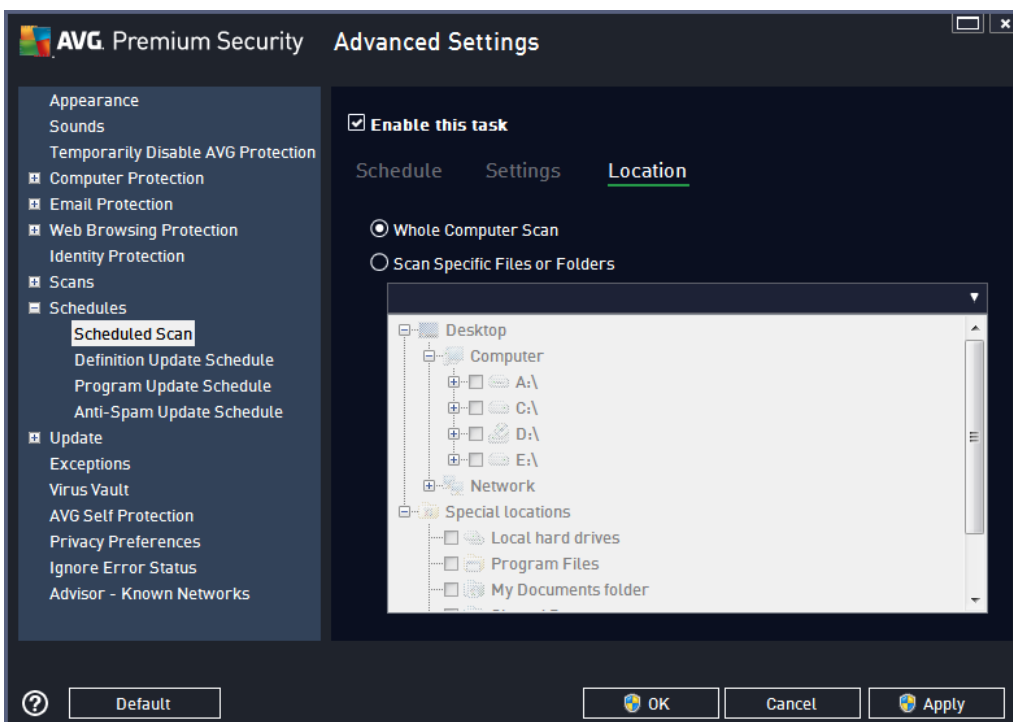 AVG. Premium Security
Advanced Settings
Appearance
Sounds
Temporarily Disable AVG Protection
Computer Protection
Email Protection
Web Browsing Protection
Identity Protection
Scans
Schedules
Scheduled Scan
Definition Update Schedule
Program Update Schedule
Anti-Spam Update Schedule
Update
Exceptions
Virus Vault
AVG Self Protection
Privacy Preferences
Ignore Error Status
Advisor - Known Networks
Enable this task
Schedule Settings Location
Whole Computer Scan
Scan Specific Files or Folders
Desktop
Computer
A:\
C:\
D:\
E:\
Network
Special locations
Local hard drives
Program Files
My Documents folder
Default
OK Cancel Apply